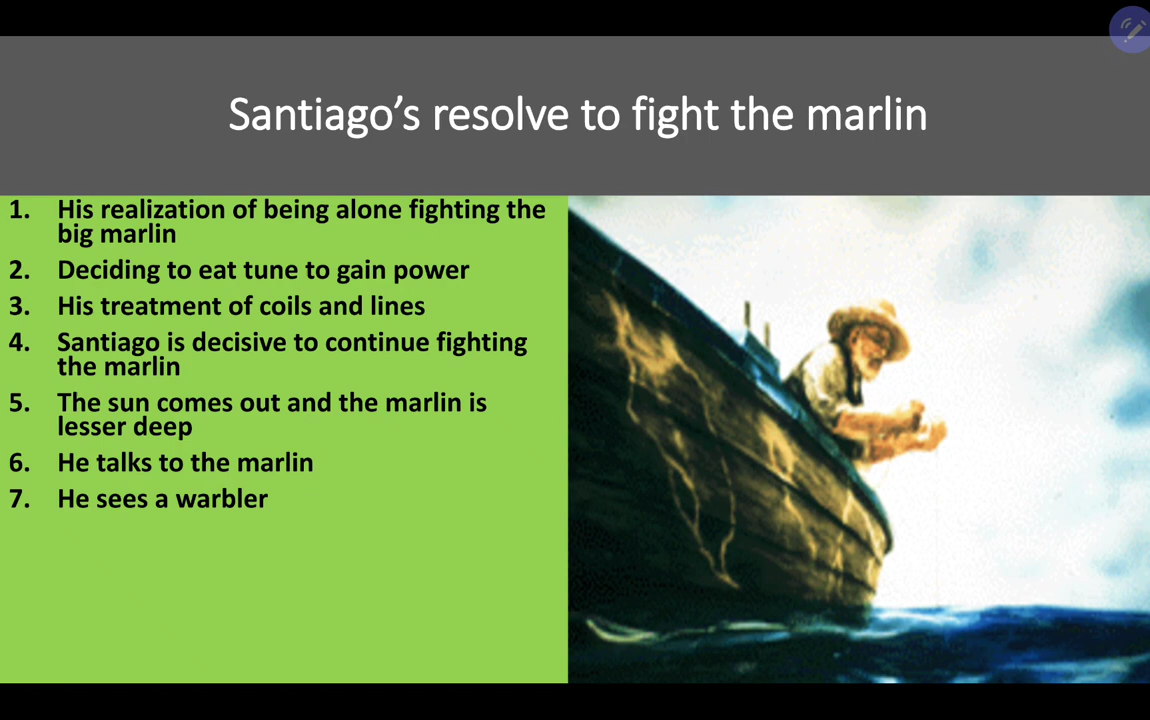 Santiago’s resolve to fight the marlin
1. His realization of being alone fighting the
big marlin
2. Deciding to eat tune to gain power
3. His treatment of coils and lines
4. Santiago is decisive to continue fighting
the marlin
5. The sun comes out and the marlin is
lesser deep
6. He talks to the marlin
7. He sees a warbler